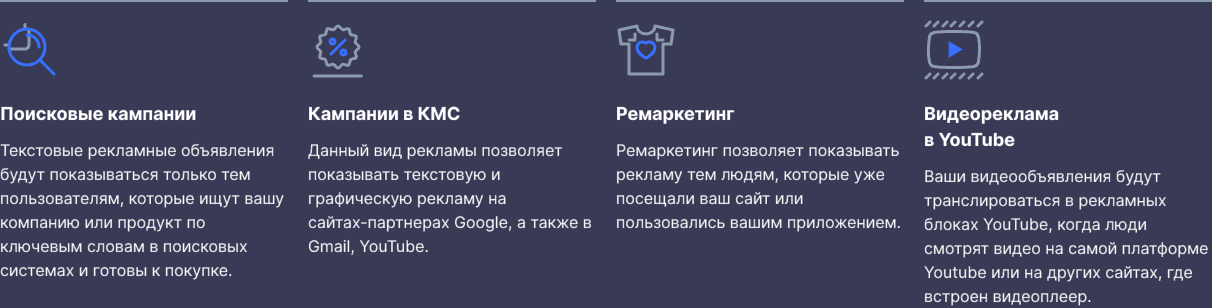 Поисковые кампании
Текстовые рекламные объявления
будут показываться только тем
пользователям, которые ищут вашу
компанию или продукт по
ключевым словам в поисковых
системах и готовы к покупке.
Кампании в КМС
Данный вид рекламы позволяет
показывать текстовую и
графическую рекламу на
сайтах-партнерах Google, а также в
Gmail, YouTube.
Ремаркетинг
Ремаркетинг позволяет показывать
рекламу тем людям, которые уже
посещали ваш сайт или
пользовались вашим приложением.
Видеореклама
в YouTube
Ваши видеообъявления будут
транслироваться в рекламных
блоках YouTube, когда люди
смотрят видео на самой платформе
Youtube или на других сайтах, где
встроен видеоплеер.